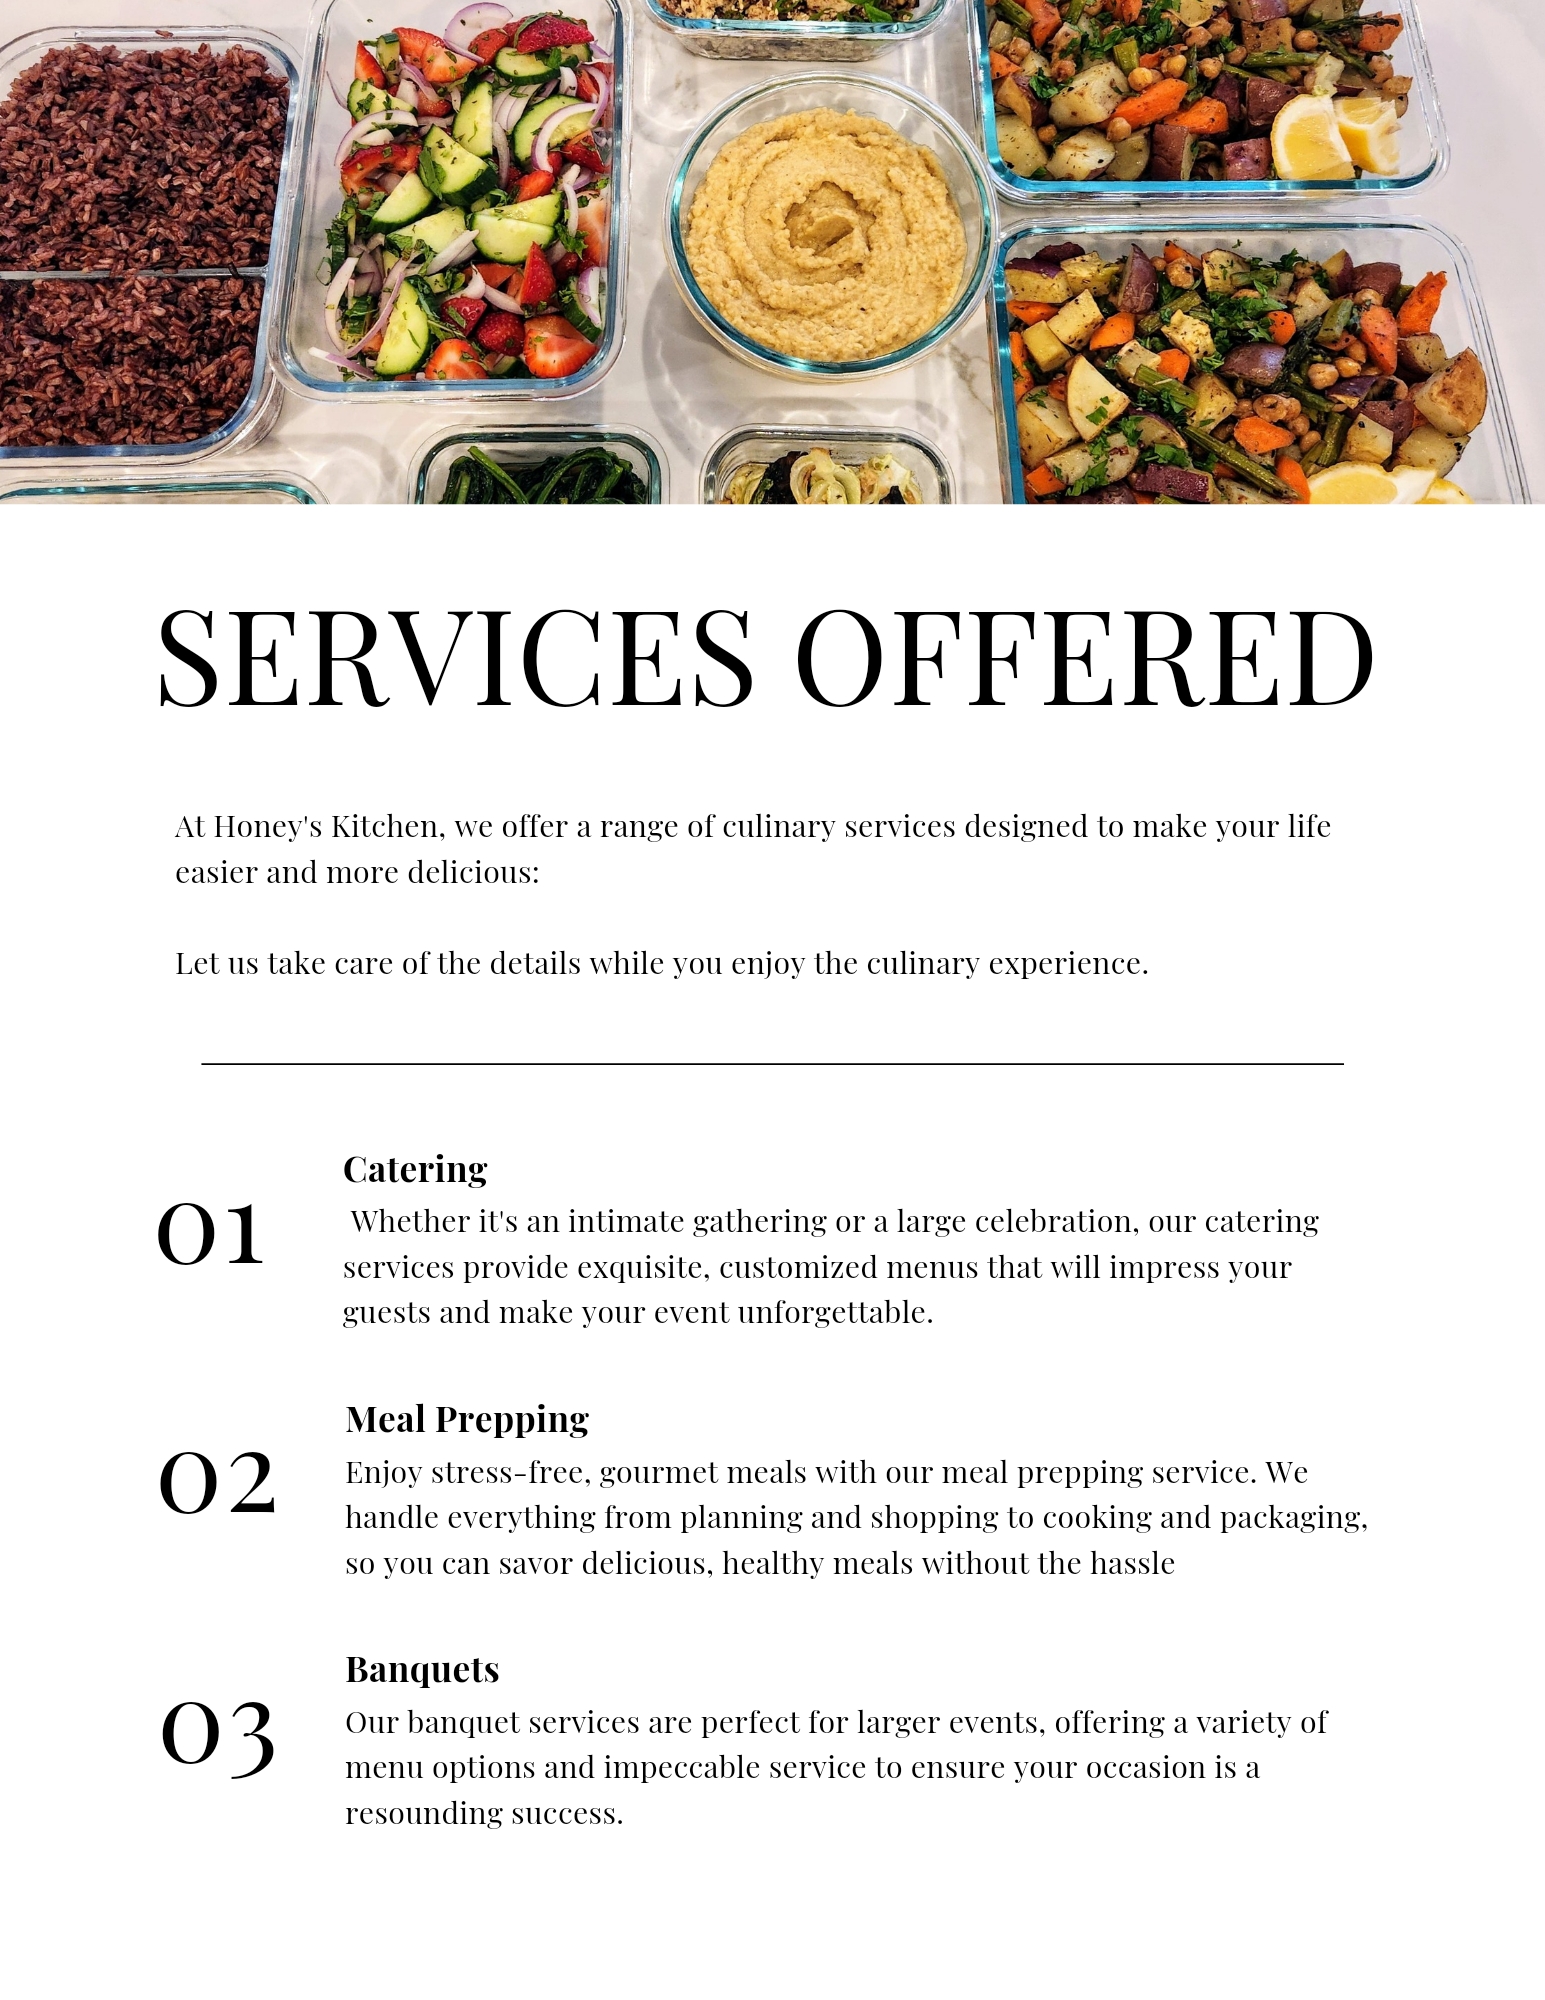 SERVICES OFFERED
At Honey's Kitchen, we offer a range of culinary services designed to make your life
easier and more delicious:
Let us take care of the details while you enjoy the culinary experience.
01
Catering
Whether it's an intimate gathering or a large celebration, our catering
services provide exquisite, customized menus that will impress your
guests and make your event unforgettable.
02
Meal Prepping
Enjoy stress-free, gourmet meals with our meal prepping service. We
handle everything from planning and shopping to cooking and packaging,
so you can savor delicious, healthy meals without the hassle
03
Banquets
Our banquet services are perfect for larger events, offering a variety of
menu options and impeccable service to ensure your occasion is a
resounding success.